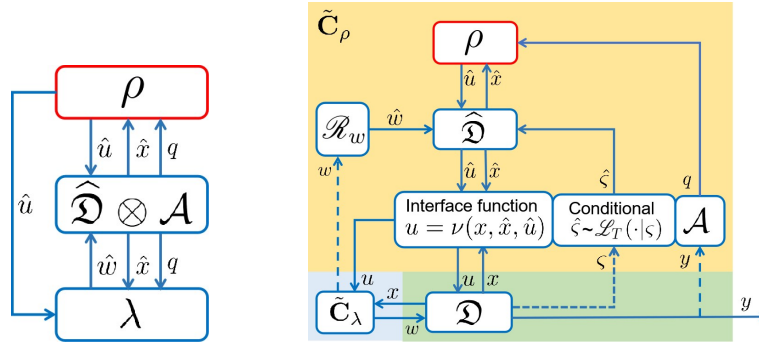 ρ
û
û
x̂
q
𝔇̂ ⊗ 𝒜
ŵ
x̂
q
λ
C̃ρ
ρ
û
x̂
ℛw
ŵ
𝔇̂
w
û
x̂
ς̂
q
Interface function
u = ν(x, x̂, û)
Conditional
ς̂~ℒT(·|ς)
𝒜
u
u
x
ς
y
C̃λ
x
w
𝔇
y